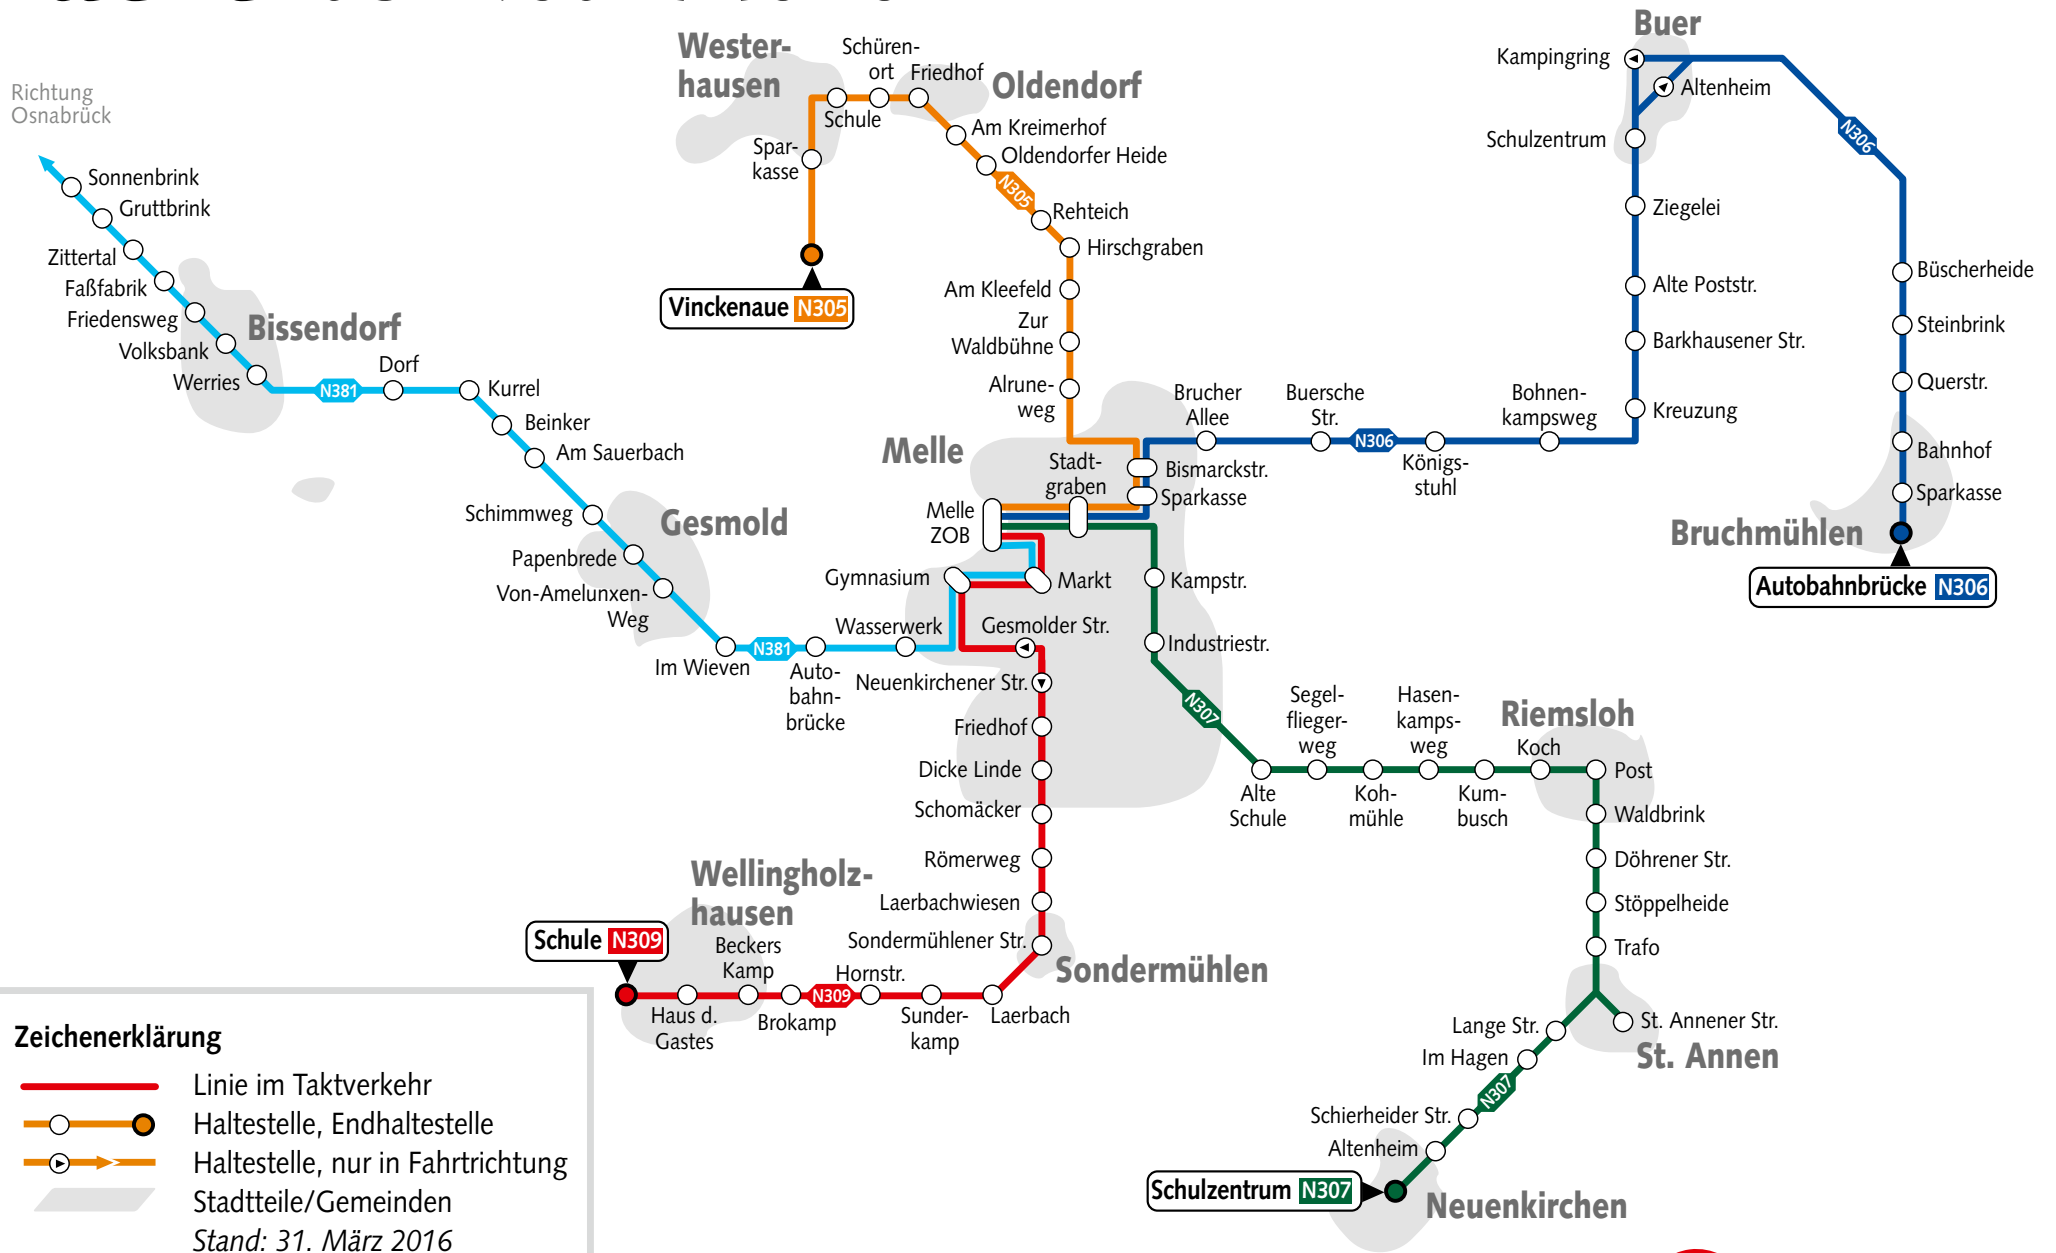 Richtung
Osnabrück
Sonnenbrink
Gruttbrink
Zittertal
Faßfabrik
Friedensweg
Volksbank
Werries
Bissendorf
N381
Dorf
Kurrel
Beinker
Am Sauerbach
Schimmweg
Gesmold
Papenbrede
Von-Amelunxen-
Weg
Im Wieven
N381
Auto-
bahn-
brücke
Wasserwerk
Wester-
hausen
Schüren-
ort
Friedhof
Oldendorf
Schule
Spar-
kasse
Vinckenaue N305
Am Kreimerhof
Oldendorfer Heide
N305
Rehteich
Hirschgraben
Am Kleefeld
Zur
Waldbühne
Alrune-
weg
Melle
Stadt-
graben
Bismarckstr.
Sparkasse
Melle
ZOB
Gymnasium
Markt
Gesmolder Str.
Neuenkirchener Str.
Friedhof
Dicke Linde
Schomäcker
Römerweg
Laerbachwiesen
Sondermühlener Str.
Sondermühlen
Laerbach
Sunder-
kamp
Hornstr.
N309
Brokamp
Beckers
Kamp
Haus d.
Gastes
Wellingholz-
hausen
Schule N309
Brucher
Allee
Buersche
Str.
N306
Königs-
stuhl
Bohnen-
kampsweg
Kreuzung
Barkhausener Str.
Alte Poststr.
Ziegelei
Schulzentrum
Altenheim
Kampingring
Buer
N306
Büscherheide
Steinbrink
Querstr.
Bahnhof
Sparkasse
Bruchmühlen
Autobahnbrücke N306
Kampstr.
Industriestr.
N307
Alte
Schule
Segel-
flieger-
weg
Koh-
mühle
Hasen-
kamps-
weg
Kum-
busch
Koch
Riemsloh
Post
Waldbrink
Döhrener Str.
Stöppelheide
Trafo
St. Annener Str.
St. Annen
Lange Str.
Im Hagen
N307
Schierheider Str.
Altenheim
Schulzentrum N307
Neuenkirchen
Zeichenerklärung
Linie im Taktverkehr
Haltestelle, Endhaltestelle
Haltestelle, nur in Fahrtrichtung
Stadtteile/Gemeinden
Stand: 31. März 2016